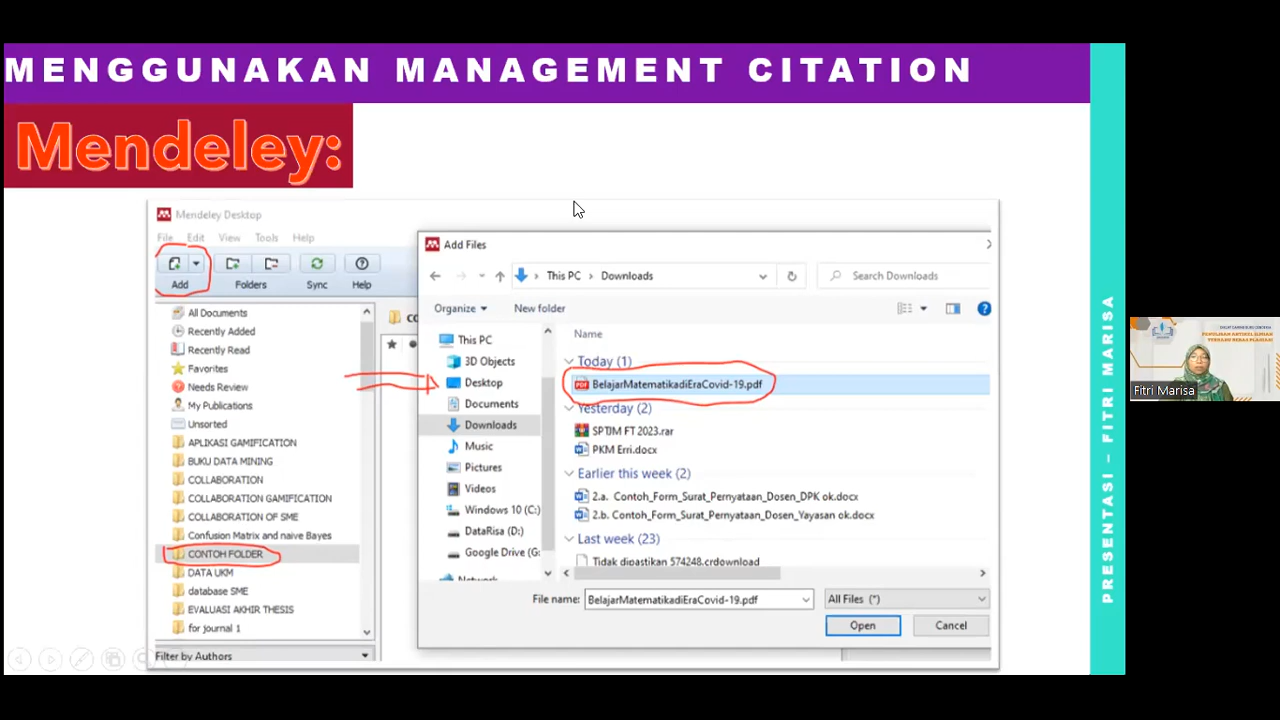 MENGGUNAKAN MANAGEMENT CITATION
Mendeley:
Mendeley Desktop
File Edit View Tools Help
Add Folders Sync Help
All Documents
Recently Added
Recently Read
Favorites
Needs Review
My Publications
Unsorted
APLIKASI GAMIFICATION
BUKU DATA MINING
COLLABORATION
COLLABORATION GAMIFICATION
COLLABORATION OF SME
Confusion Matrix and naive Bayes
CONTOH FOLDER
DATA UKM
database SME
EVALUASI AKHIR THESIS
for journal 1
Filter by Authors
Add Files
This PC > Downloads
Search Downloads
Organize New folder
This PC
3D Objects
Desktop
Documents
Downloads
Music
Pictures
Videos
Windows 10 (C:)
DataRisa (D:)
Google Drive (G:
Network
Name
Today (1)
BelajarMatematikadiEraCovid-19.pdf
Yesterday (2)
SPTJM FT 2023.rar
PKM Erri.docx
Earlier this week (2)
2.a. Contoh_Form_Surat_Pernyataan_Dosen_DPK ok.docx
2.b. Contoh_Form_Surat_Pernyataan_Dosen_Yayasan ok.docx
Last week (23)
Tidak dipastikan 574248.crdownload
File name: BelajarMatematikadiEraCovid-19.pdf All Files (*)
Open Cancel
PRESENTASI – FITRI MARISA
Fitri Marisa